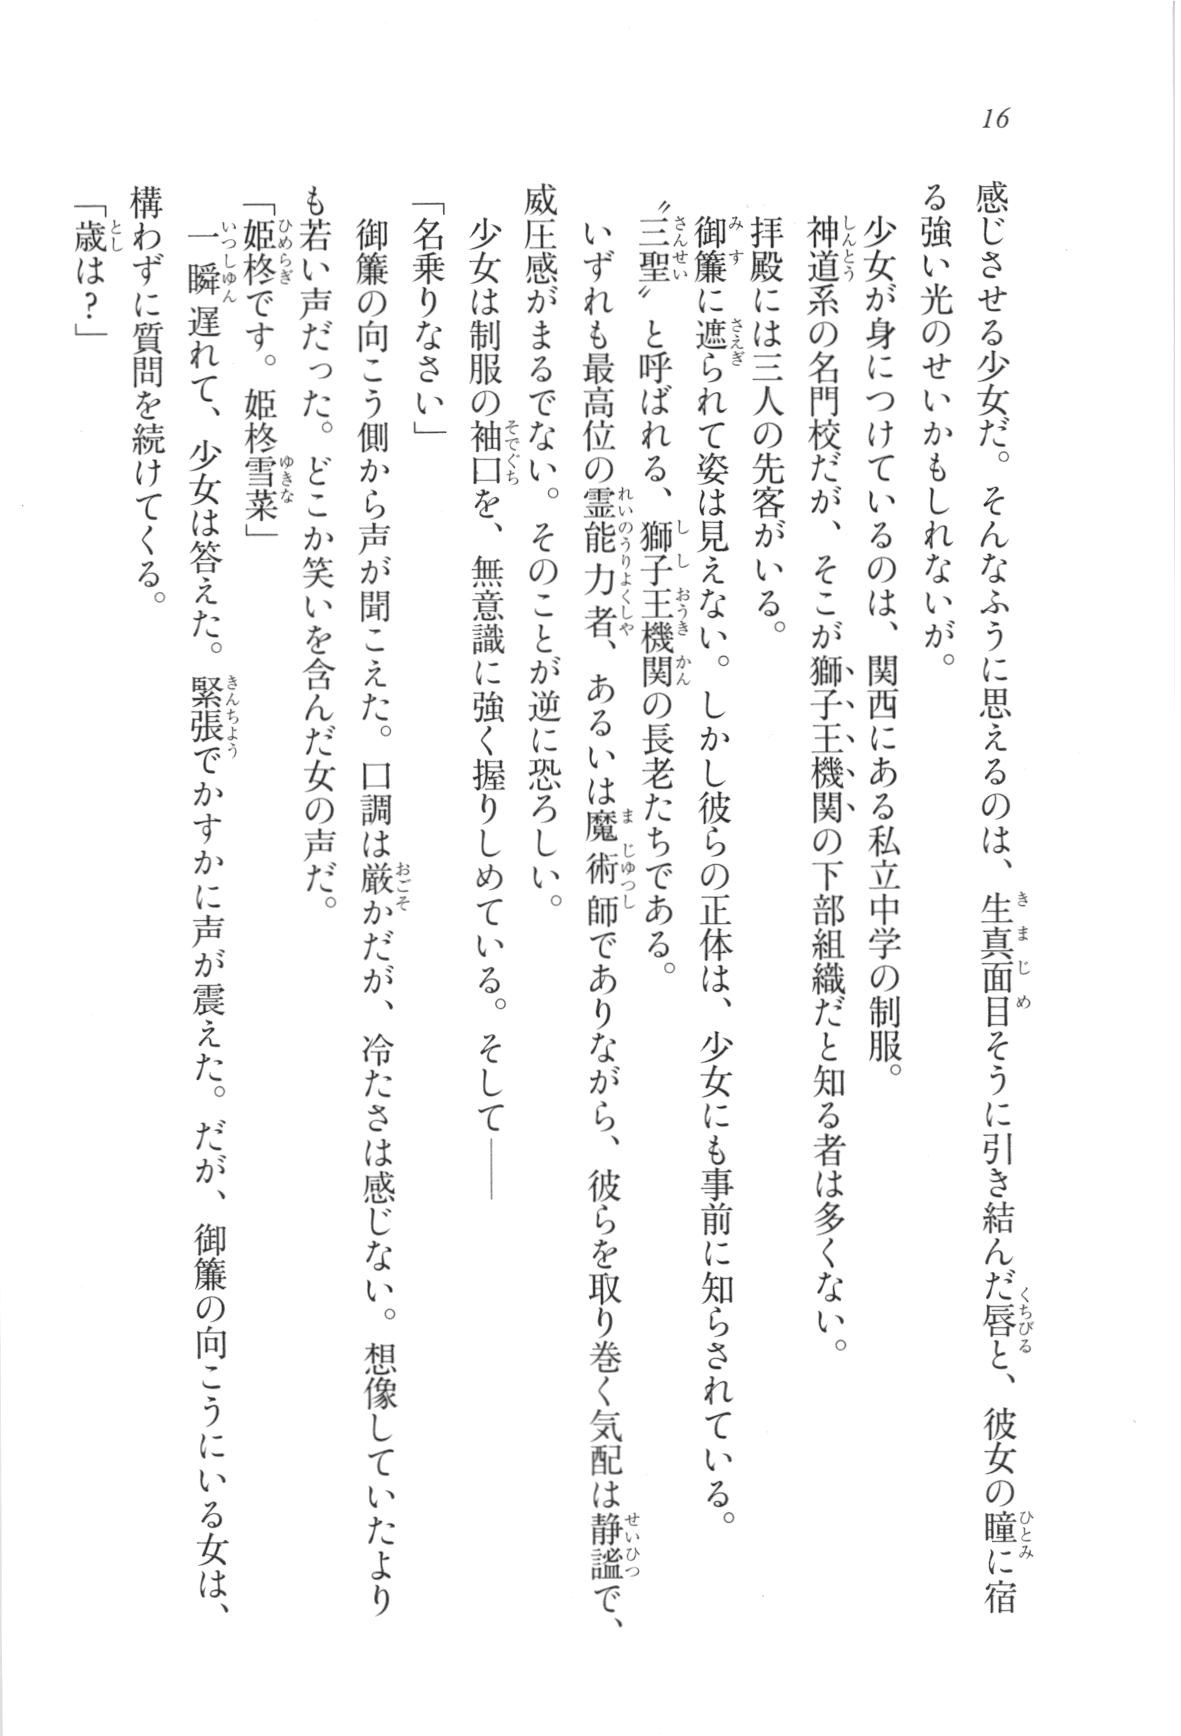 16
感じさせる少女だ。そんなふうに思えるのは、生真面目そうに引き結んだ唇と、彼女の瞳に宿
る強い光のせいかもしれないが。
少女が身につけているのは、関西にある私立中学の制服。
神道系の名門校だが、そこが獅子王機関の下部組織だと知る者は多くない。
拝殿には三人の先客がいる。
御簾に遮られて姿は見えない。しかし彼らの正体は、少女にも事前に知らされている。
〝三聖〟と呼ばれる、獅子王機関の長老たちである。
いずれも最高位の霊能力者、あるいは魔術師でありながら、彼らを取り巻く気配は静謐で、
威圧感がまるでない。そのことが逆に恐ろしい。
少女は制服の袖口を、無意識に強く握りしめている。そして――
「名乗りなさい」
御簾の向こう側から声が聞こえた。口調は厳かだが、冷たさは感じない。想像していたより
も若い声だった。どこか笑いを含んだ女の声だ。
「姫柊です。姫柊雪菜」
一瞬遅れて、少女は答えた。緊張でかすかに声が震えた。だが、御簾の向こうにいる女は、
構わずに質問を続けてくる。
「歳は？」